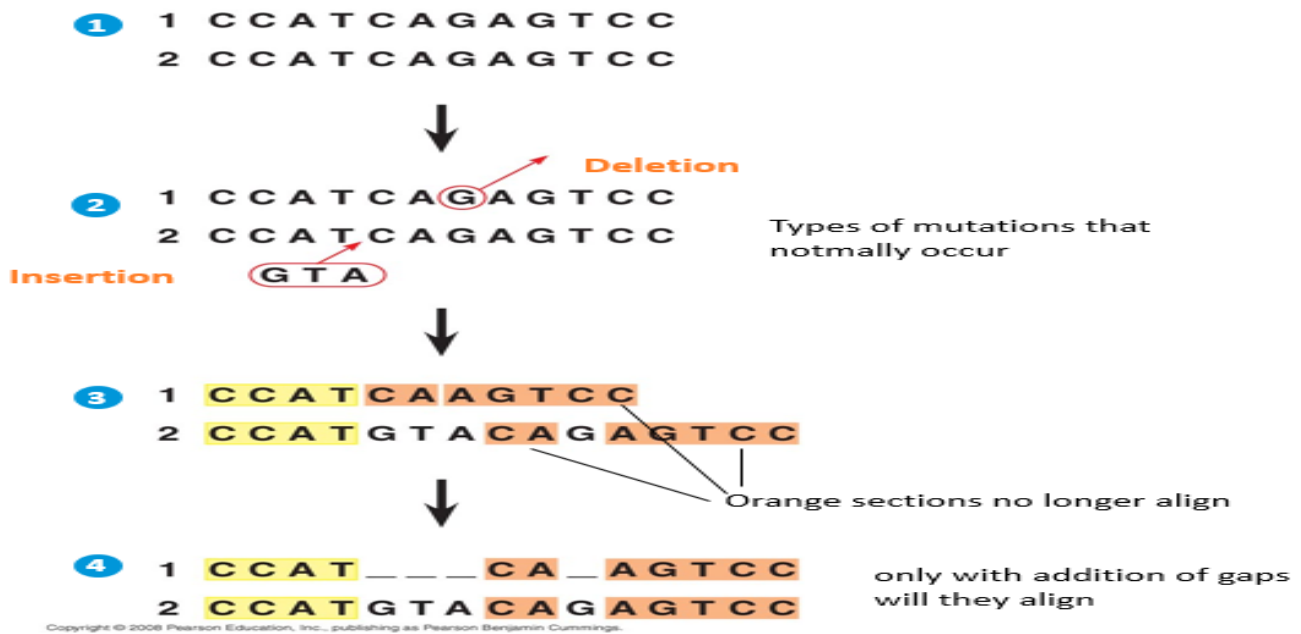 1 1 C C A T C A G A G T C C
2 C C A T C A G A G T C C
Deletion
2 1 C C A T C A G A G T C C
2 C C A T C A G A G T C C
Types of mutations that
notmally occur
Insertion G T A
3 1 C C A T C A A G T C C
2 C C A T G T A C A G A G T C C
Orange sections no longer align
4 1 C C A T _ _ _ C A _ A G T C C
2 C C A T G T A C A G A G T C C
only with addition of gaps
will they align
Copyright © 2008 Pearson Education, Inc., publishing as Pearson Benjamin Cummings.